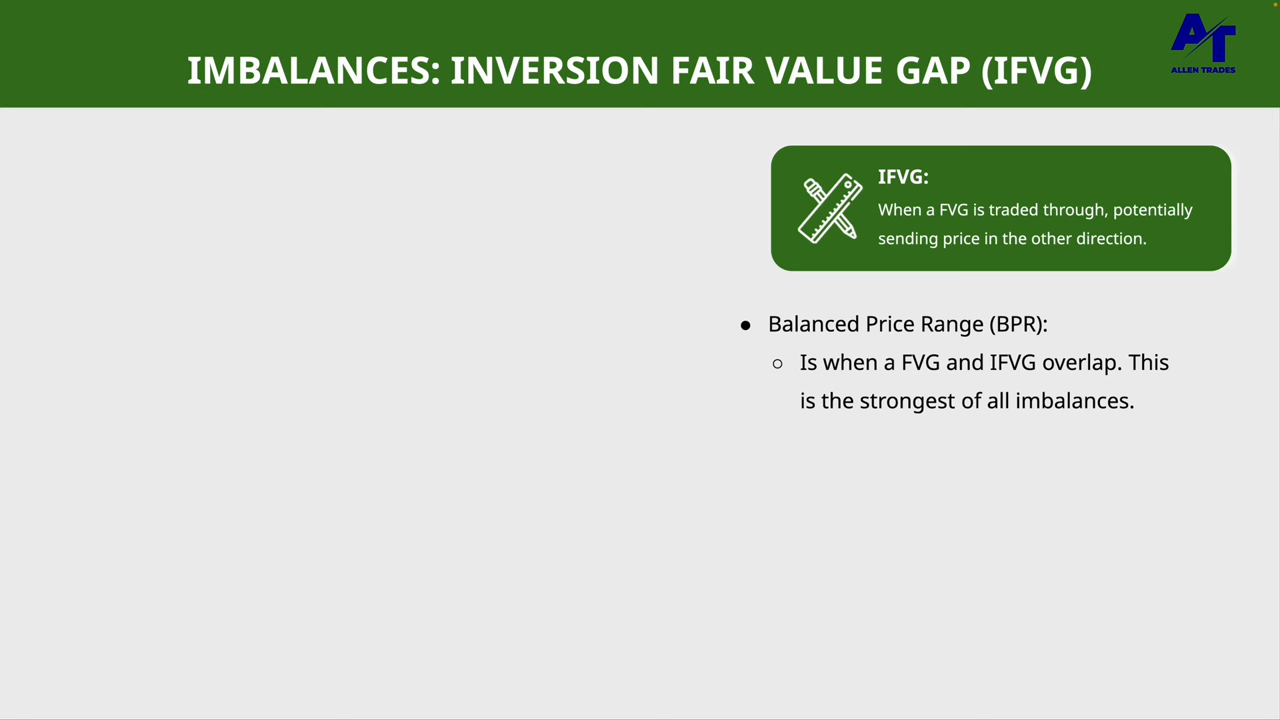 AT
ALLEN TRADES
IMBALANCES: INVERSION FAIR VALUE GAP (IFVG)
IFVG:
When a FVG is traded through, potentially
sending price in the other direction.
● Balanced Price Range (BPR):
○ Is when a FVG and IFVG overlap. This
is the strongest of all imbalances.